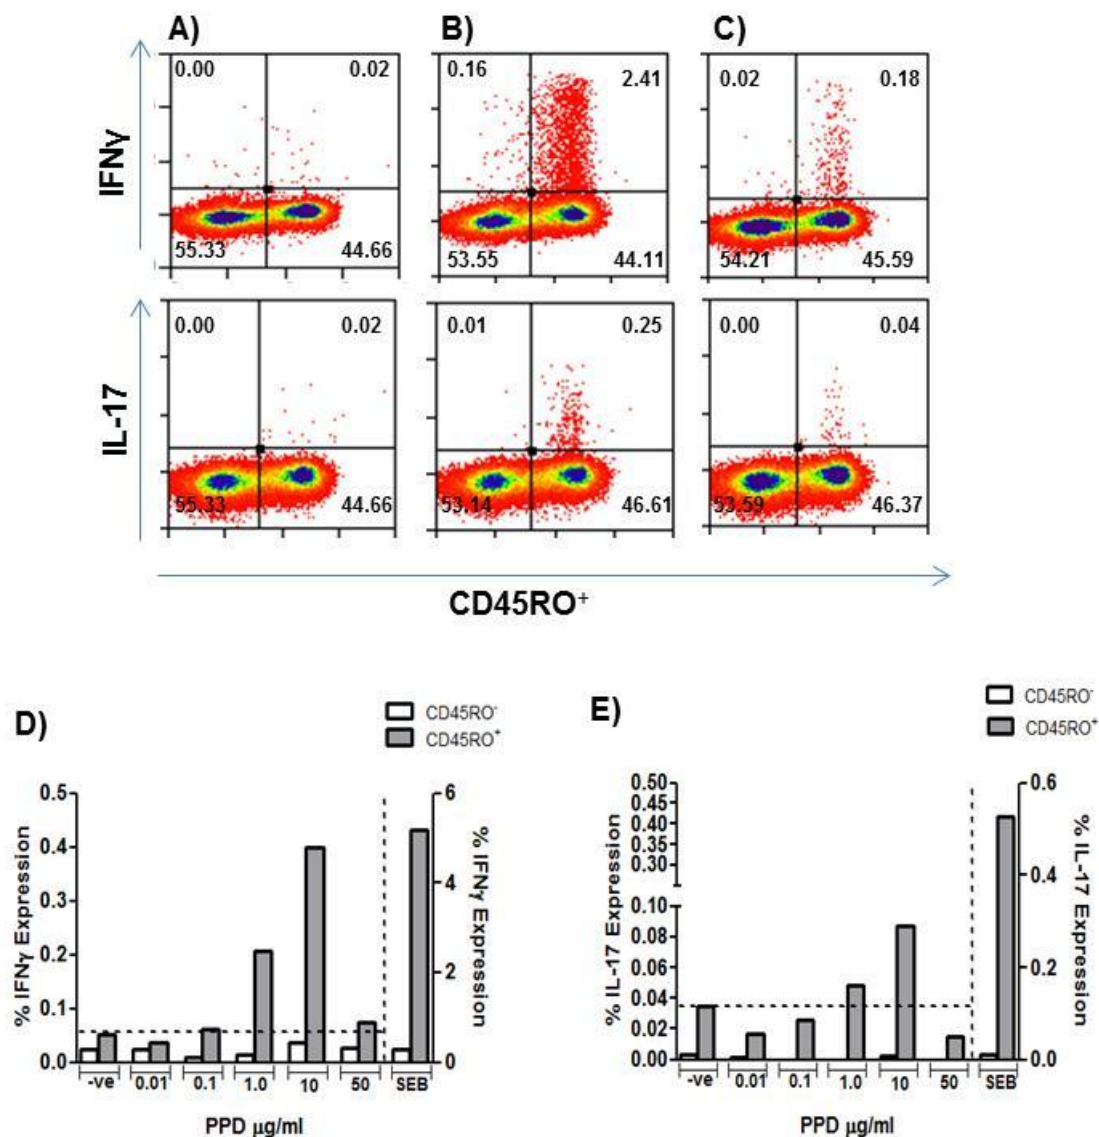 A) B) C)
IFNγ
0.00 0.02 0.16 2.41 0.02 0.18
55.33 44.66 53.55 44.11 54.21 45.59
IL-17
0.00 0.02 0.01 0.25 0.00 0.04
55.33 44.66 53.14 46.61 53.59 46.37
CD45RO⁺
D)
CD45RO⁻
CD45RO⁺
% IFNγ Expression
0.5
0.4
0.3
0.2
0.1
0.0
6
4
2
0
% IFNγ Expression
-ve 0.01 0.1 1.0 10 50 SEB
PPD µg/ml
E)
CD45RO⁻
CD45RO⁺
% IL-17 Expression
0.50
0.45
0.40
0.35
0.30
0.10
0.08
0.06
0.04
0.02
0.00
0.6
0.4
0.2
0.0
% IL-17 Expression
-ve 0.01 0.1 1.0 10 50 SEB
PPD µg/ml